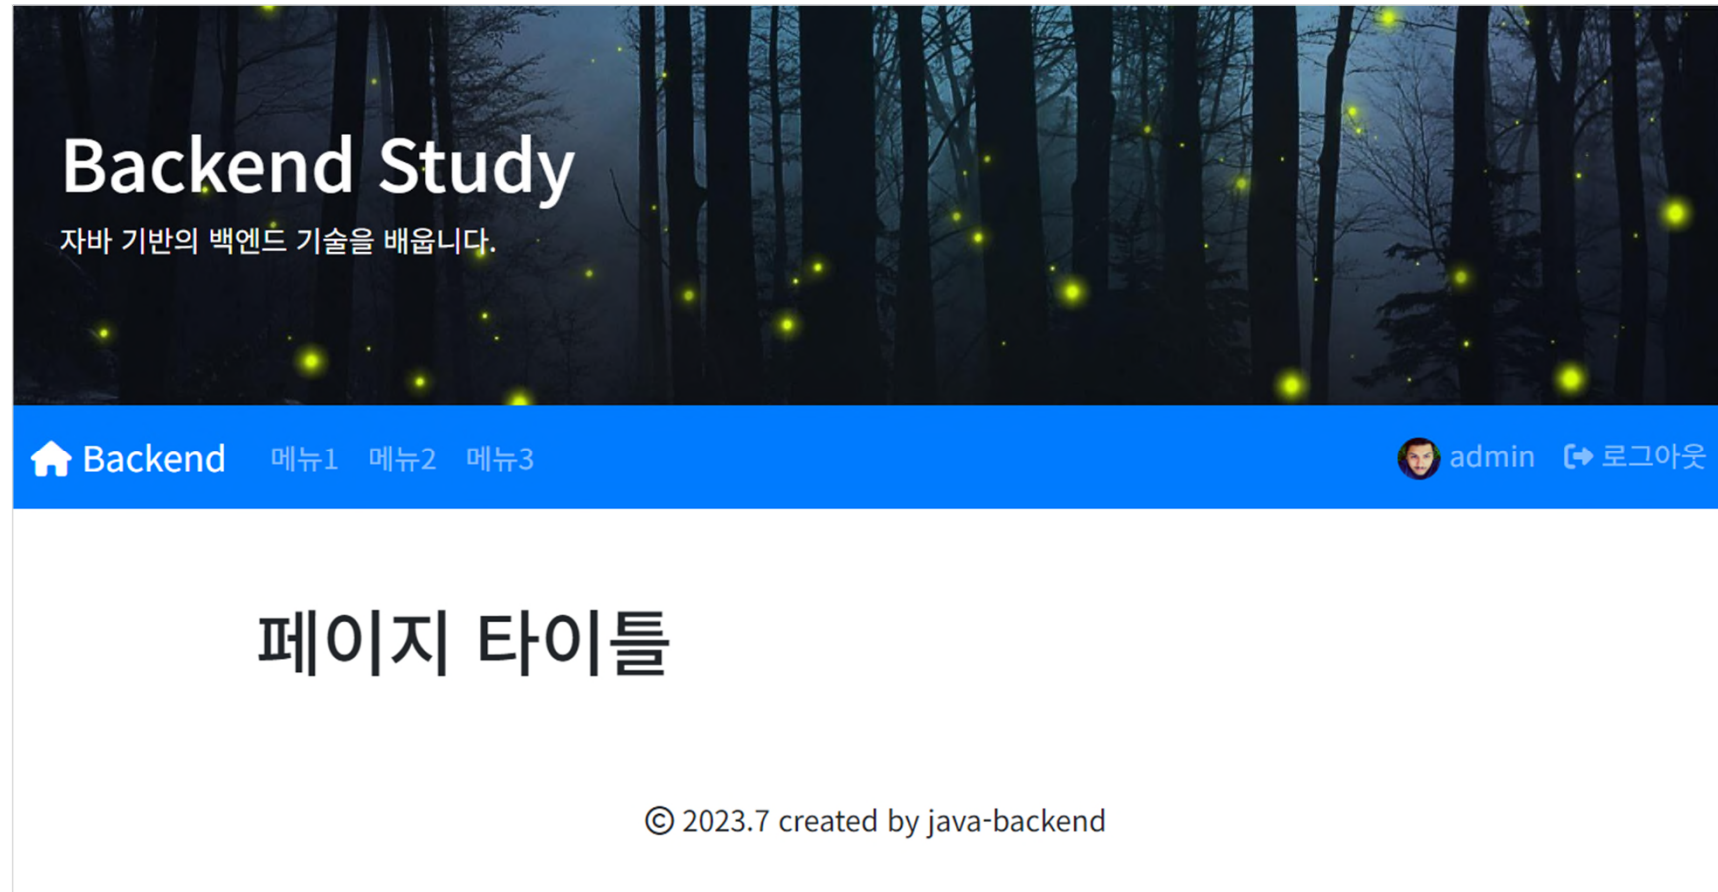 Backend Study
자바 기반의 백엔드 기술을 배웁니다.
Backend 메뉴1 메뉴2 메뉴3 admin 로그아웃
페이지 타이틀
© 2023.7 created by java-backend